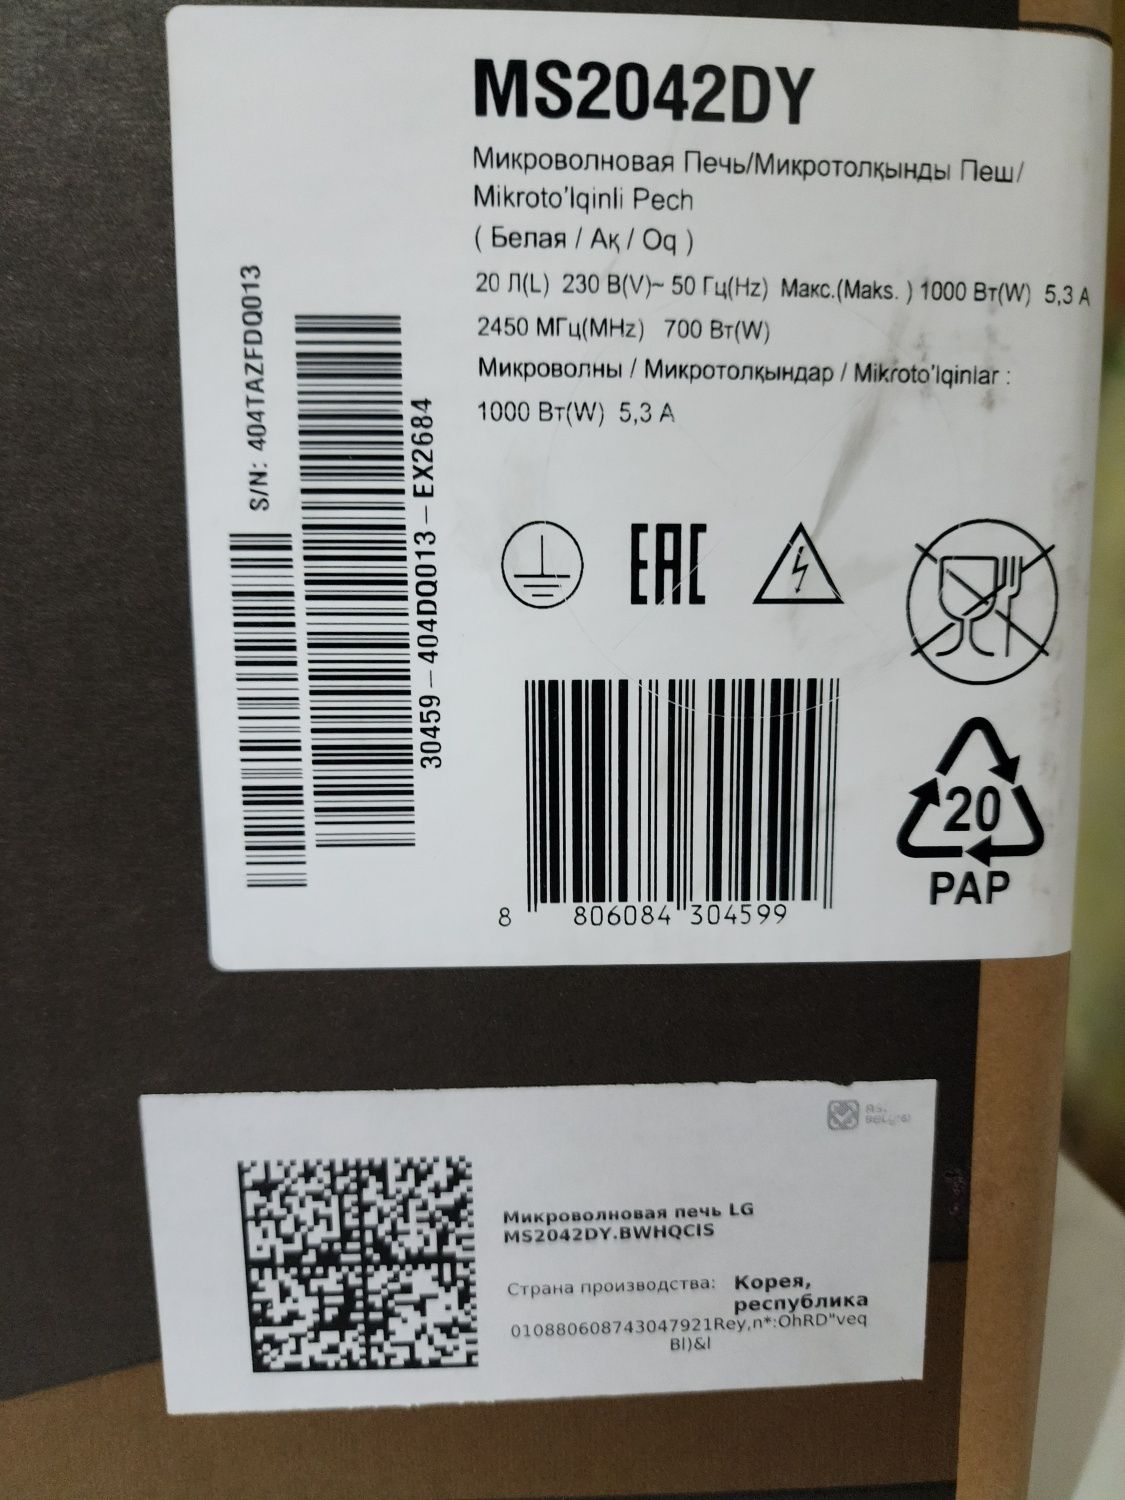 MS2042DY
Микроволновая Печь/Микротолқынды Пеш/
Mikroto'lqinli Pech
( Белая / Ақ / Oq )
20 Л(L) 230 В(V)~ 50 Гц(Hz) Макс.(Maks. ) 1000 Вт(W) 5,3 А
2450 МГц(MHz) 700 Вт(W)
Микроволны / Микротолқындар / Mikroto'lqinlar :
1000 Вт(W) 5,3 А
S/N: 404TAZFDQ013
30459 – 404DQ013 – EX2684
EAC
8 806084 304599
20
PAP
Микроволновая печь LG
MS2042DY.BWHQCIS
Страна производства: Корея,
республика
010880608743047921Rey,n*:OhRD"veq